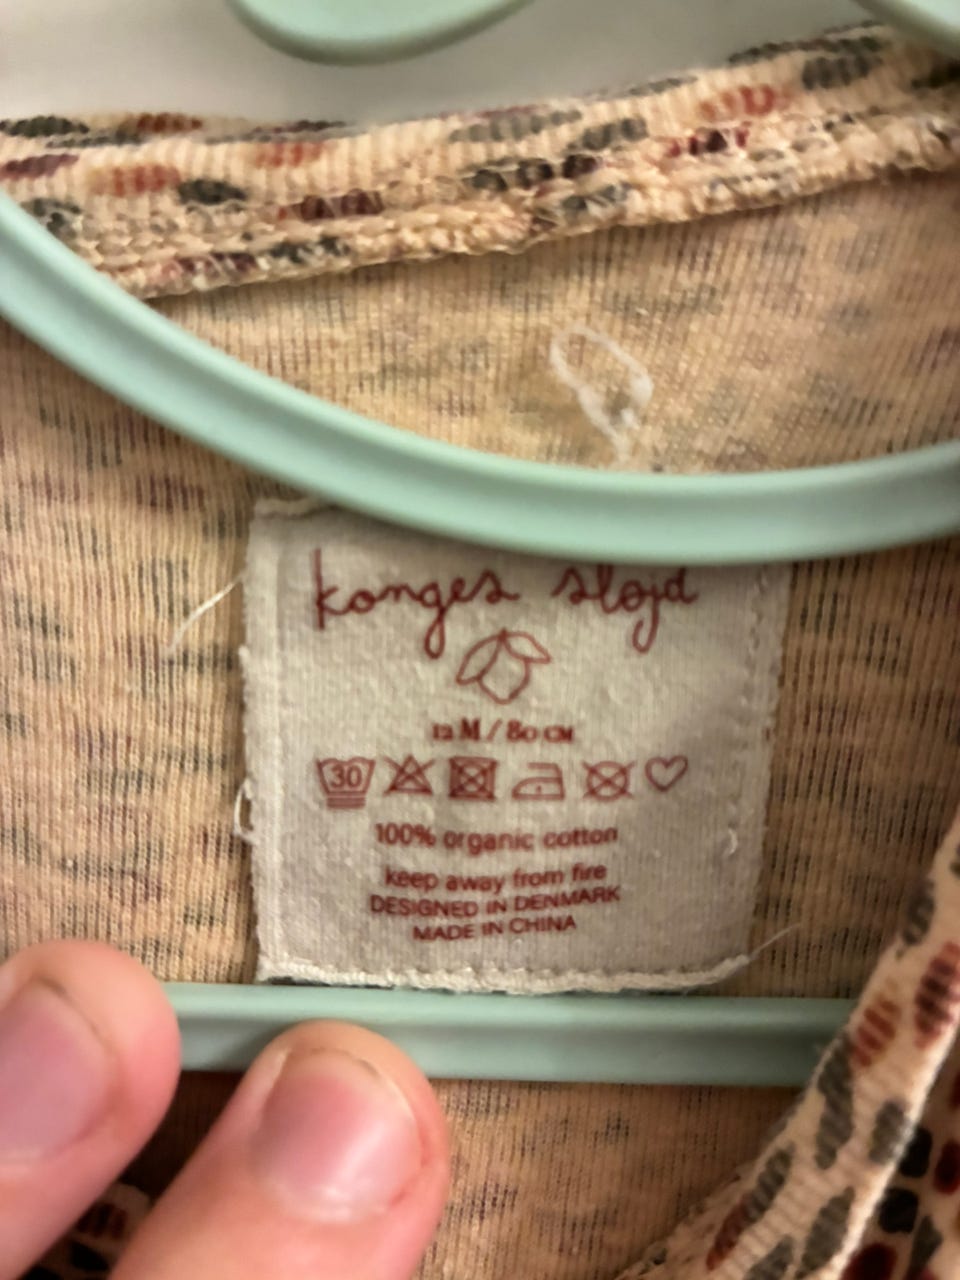 konges sløjd
12 M / 80 CM
30
100% organic cotton
keep away from fire
DESIGNED IN DENMARK
MADE IN CHINA